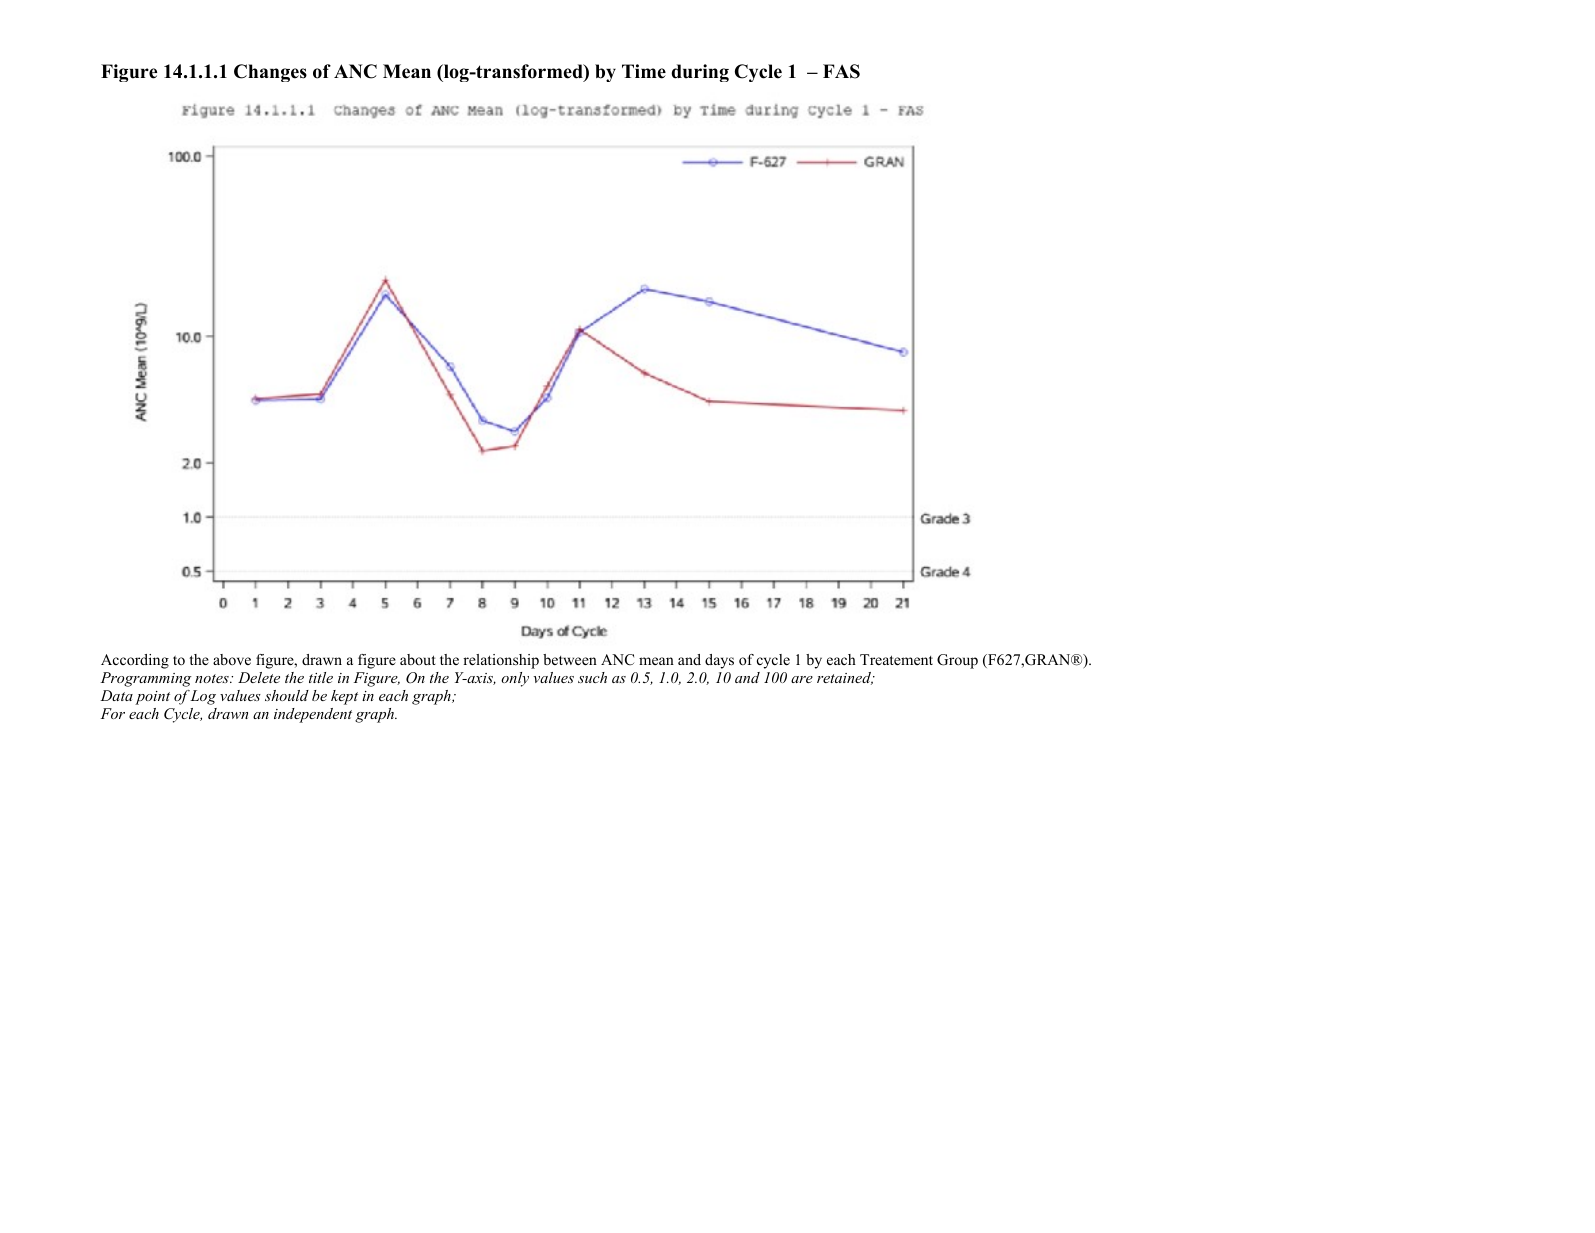 Figure 14.1.1.1 Changes of ANC Mean (log-transformed) by Time during Cycle 1 – FAS
Figure 14.1.1.1 Changes of ANC Mean (log-transformed) by Time during Cycle 1 - FAS
100.0
F-627 GRAN
ANC Mean (10^9/L)
10.0
2.0
1.0
Grade 3
0.5
Grade 4
0 1 2 3 4 5 6 7 8 9 10 11 12 13 14 15 16 17 18 19 20 21
Days of Cycle
According to the above figure, drawn a figure about the relationship between ANC mean and days of cycle 1 by each Treatement Group (F627,GRAN®).
Programming notes: Delete the title in Figure, On the Y-axis, only values such as 0.5, 1.0, 2.0, 10 and 100 are retained;
Data point of Log values should be kept in each graph;
For each Cycle, drawn an independent graph.